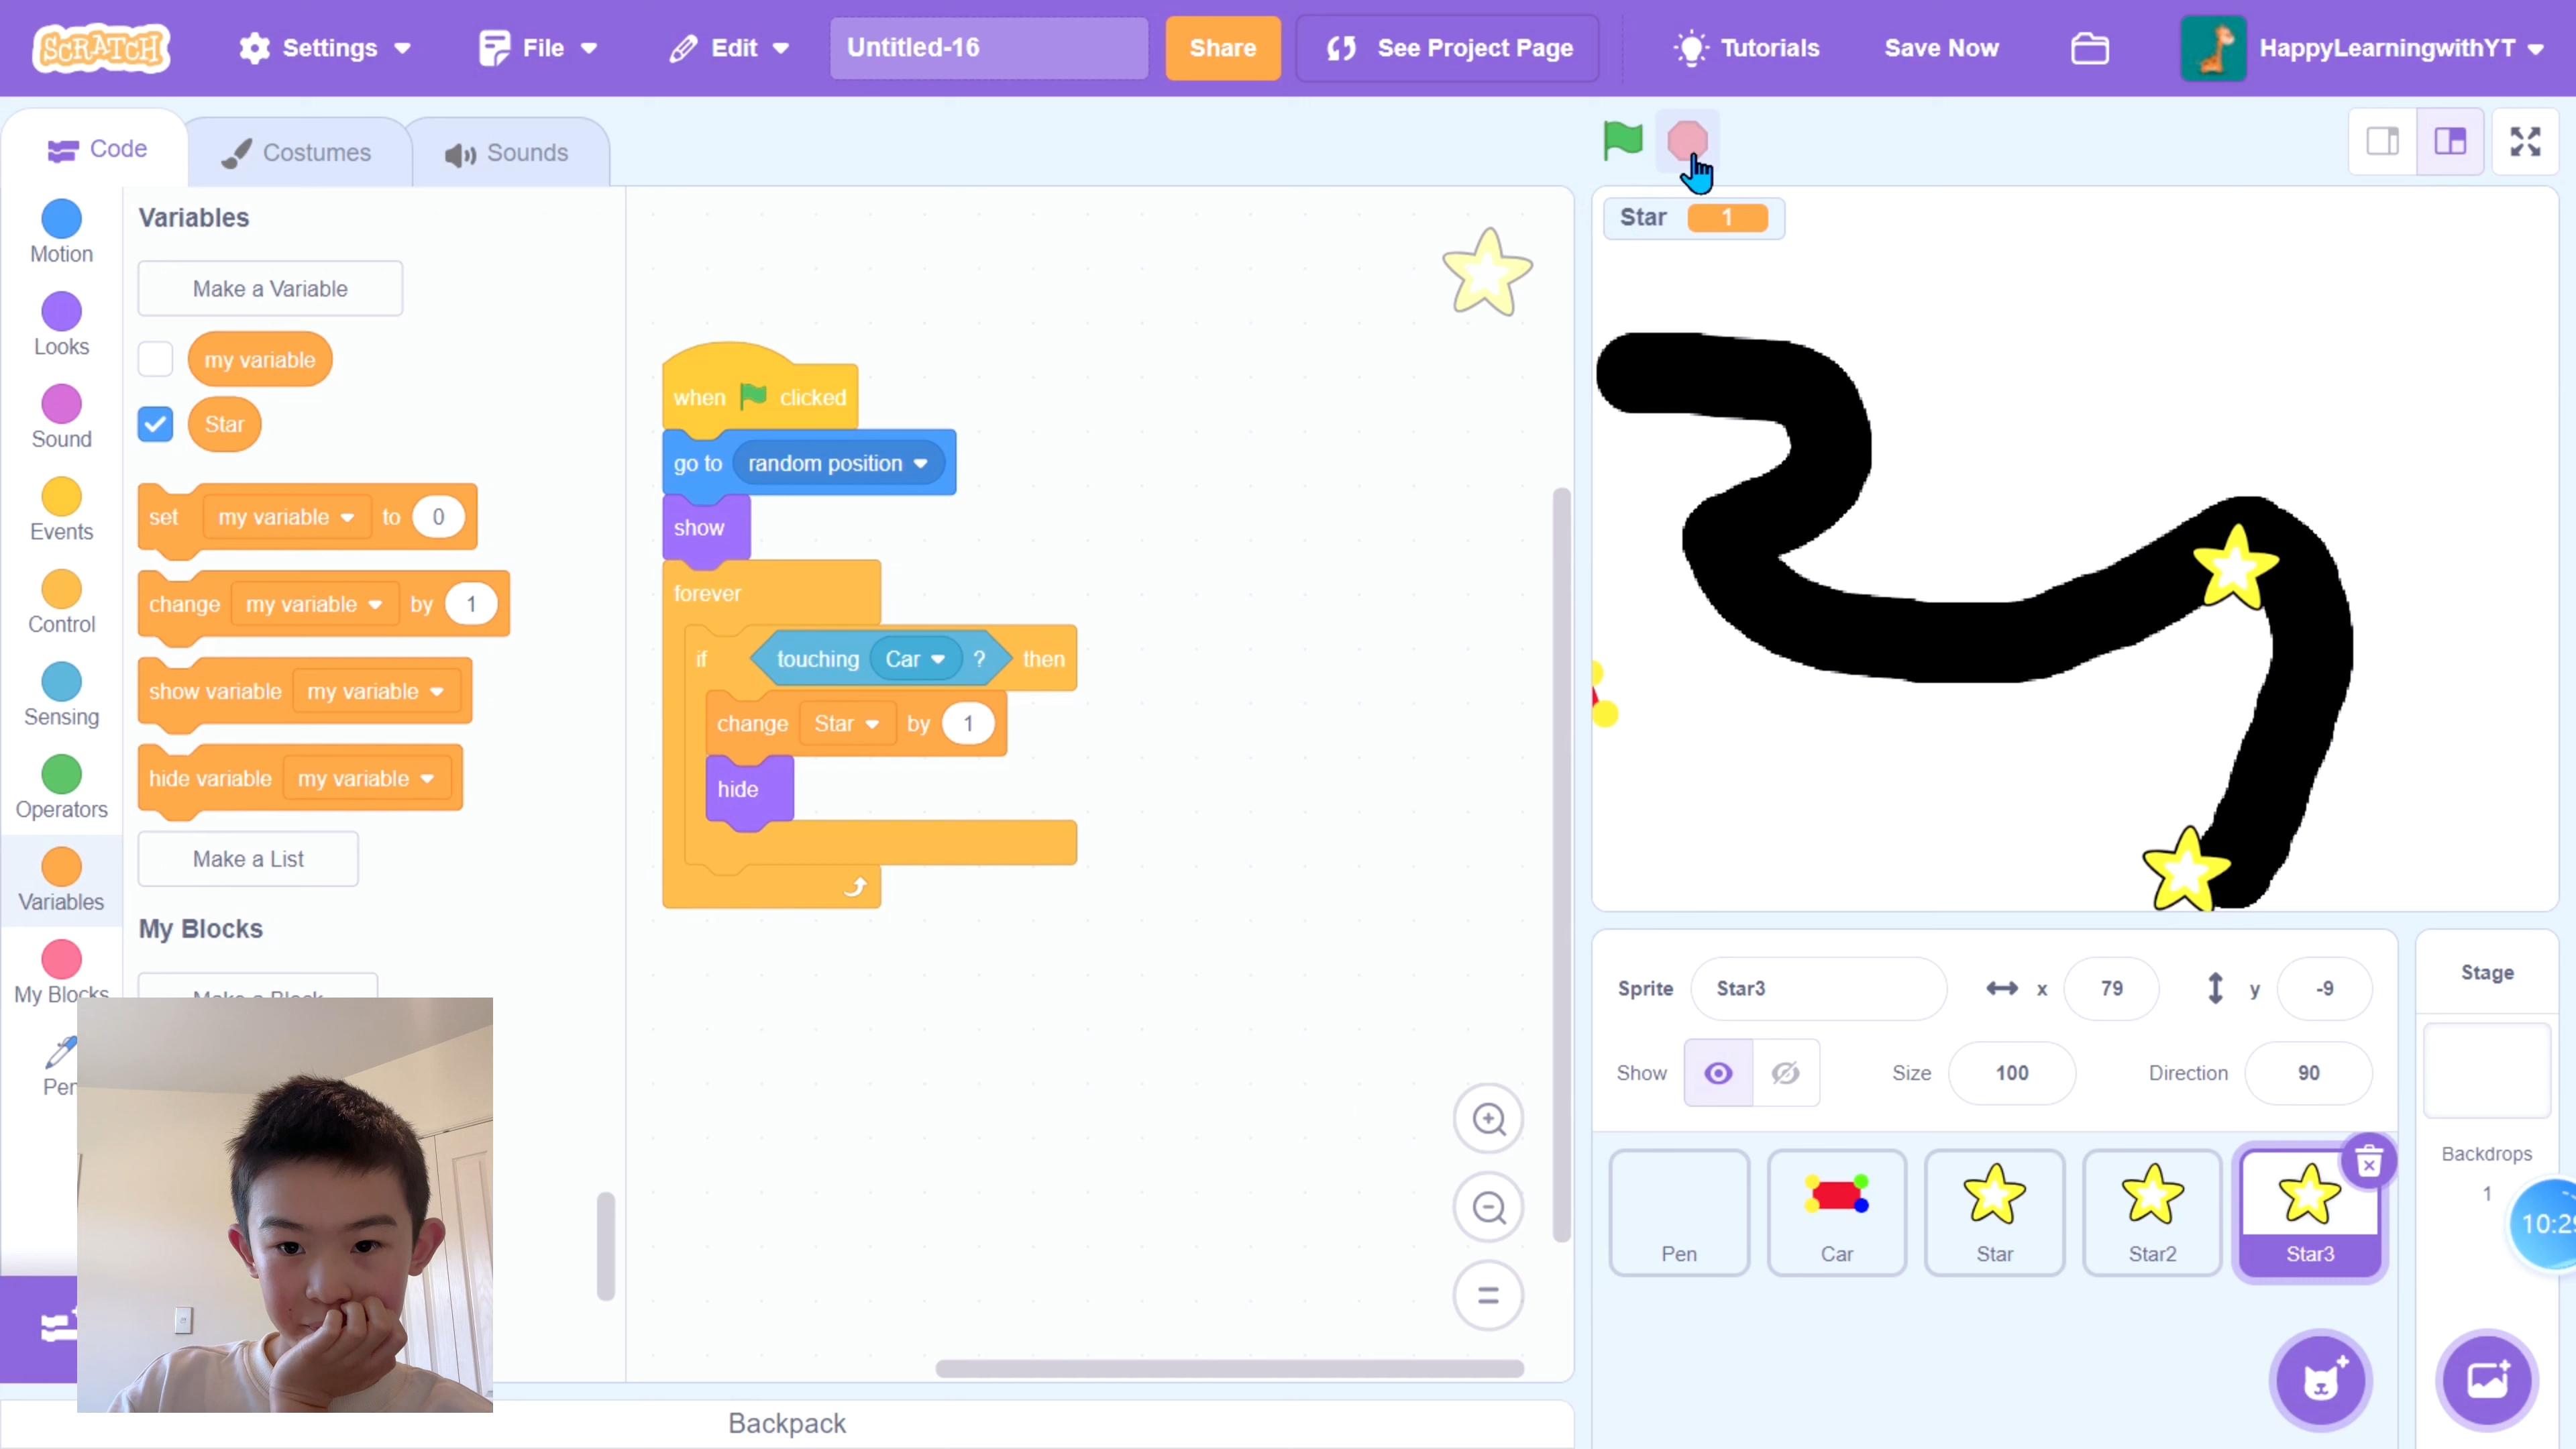 SCRATCH
Settings
File
Edit
Untitled-16
Share
See Project Page
Tutorials
Save Now
HappyLearningwithYT
Code
Costumes
Sounds
Motion
Looks
Sound
Events
Control
Sensing
Operators
Variables
My Blocks
Pen
Variables
Make a Variable
my variable
Star
set my variable to 0
change my variable by 1
show variable my variable
hide variable my variable
Make a List
My Blocks
Make a Block
when clicked
go to random position
show
forever
if touching Car ? then
change Star by 1
hide
Backpack
Star 1
Sprite Star3 x 79 y -9
Show Size 100 Direction 90
Pen
Car
Star
Star2
Star3
Stage
Backdrops
1